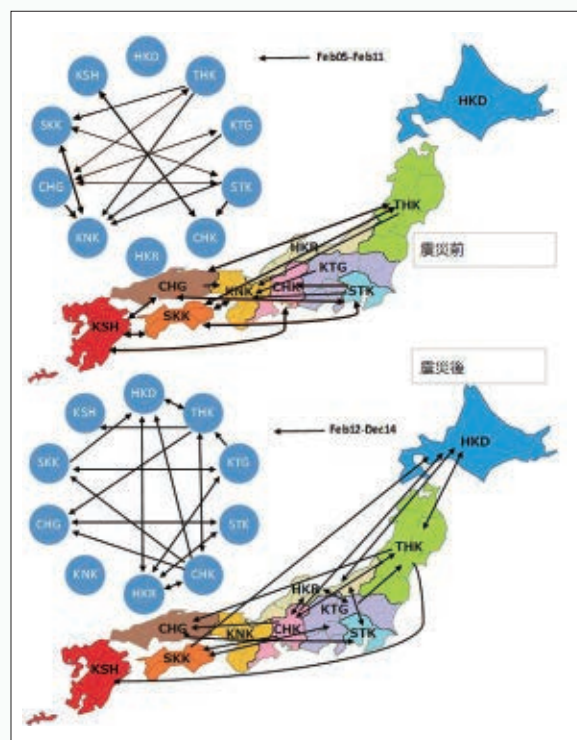 HKD
THK
KTG
STK
CHK
HKR
KNK
CHG
SKK
KSH
Feb05-Feb11
HKD
THK
HKR
KTG
CHG
KNK
CHK
STK
SKK
KSH
震災前
HKD
THK
KTG
STK
CHK
HKR
KNK
CHG
SKK
KSH
Feb12-Dec14
震災後
HKD
THK
HKR
KTG
CHG
KNK
CHK
STK
SKK
KSH